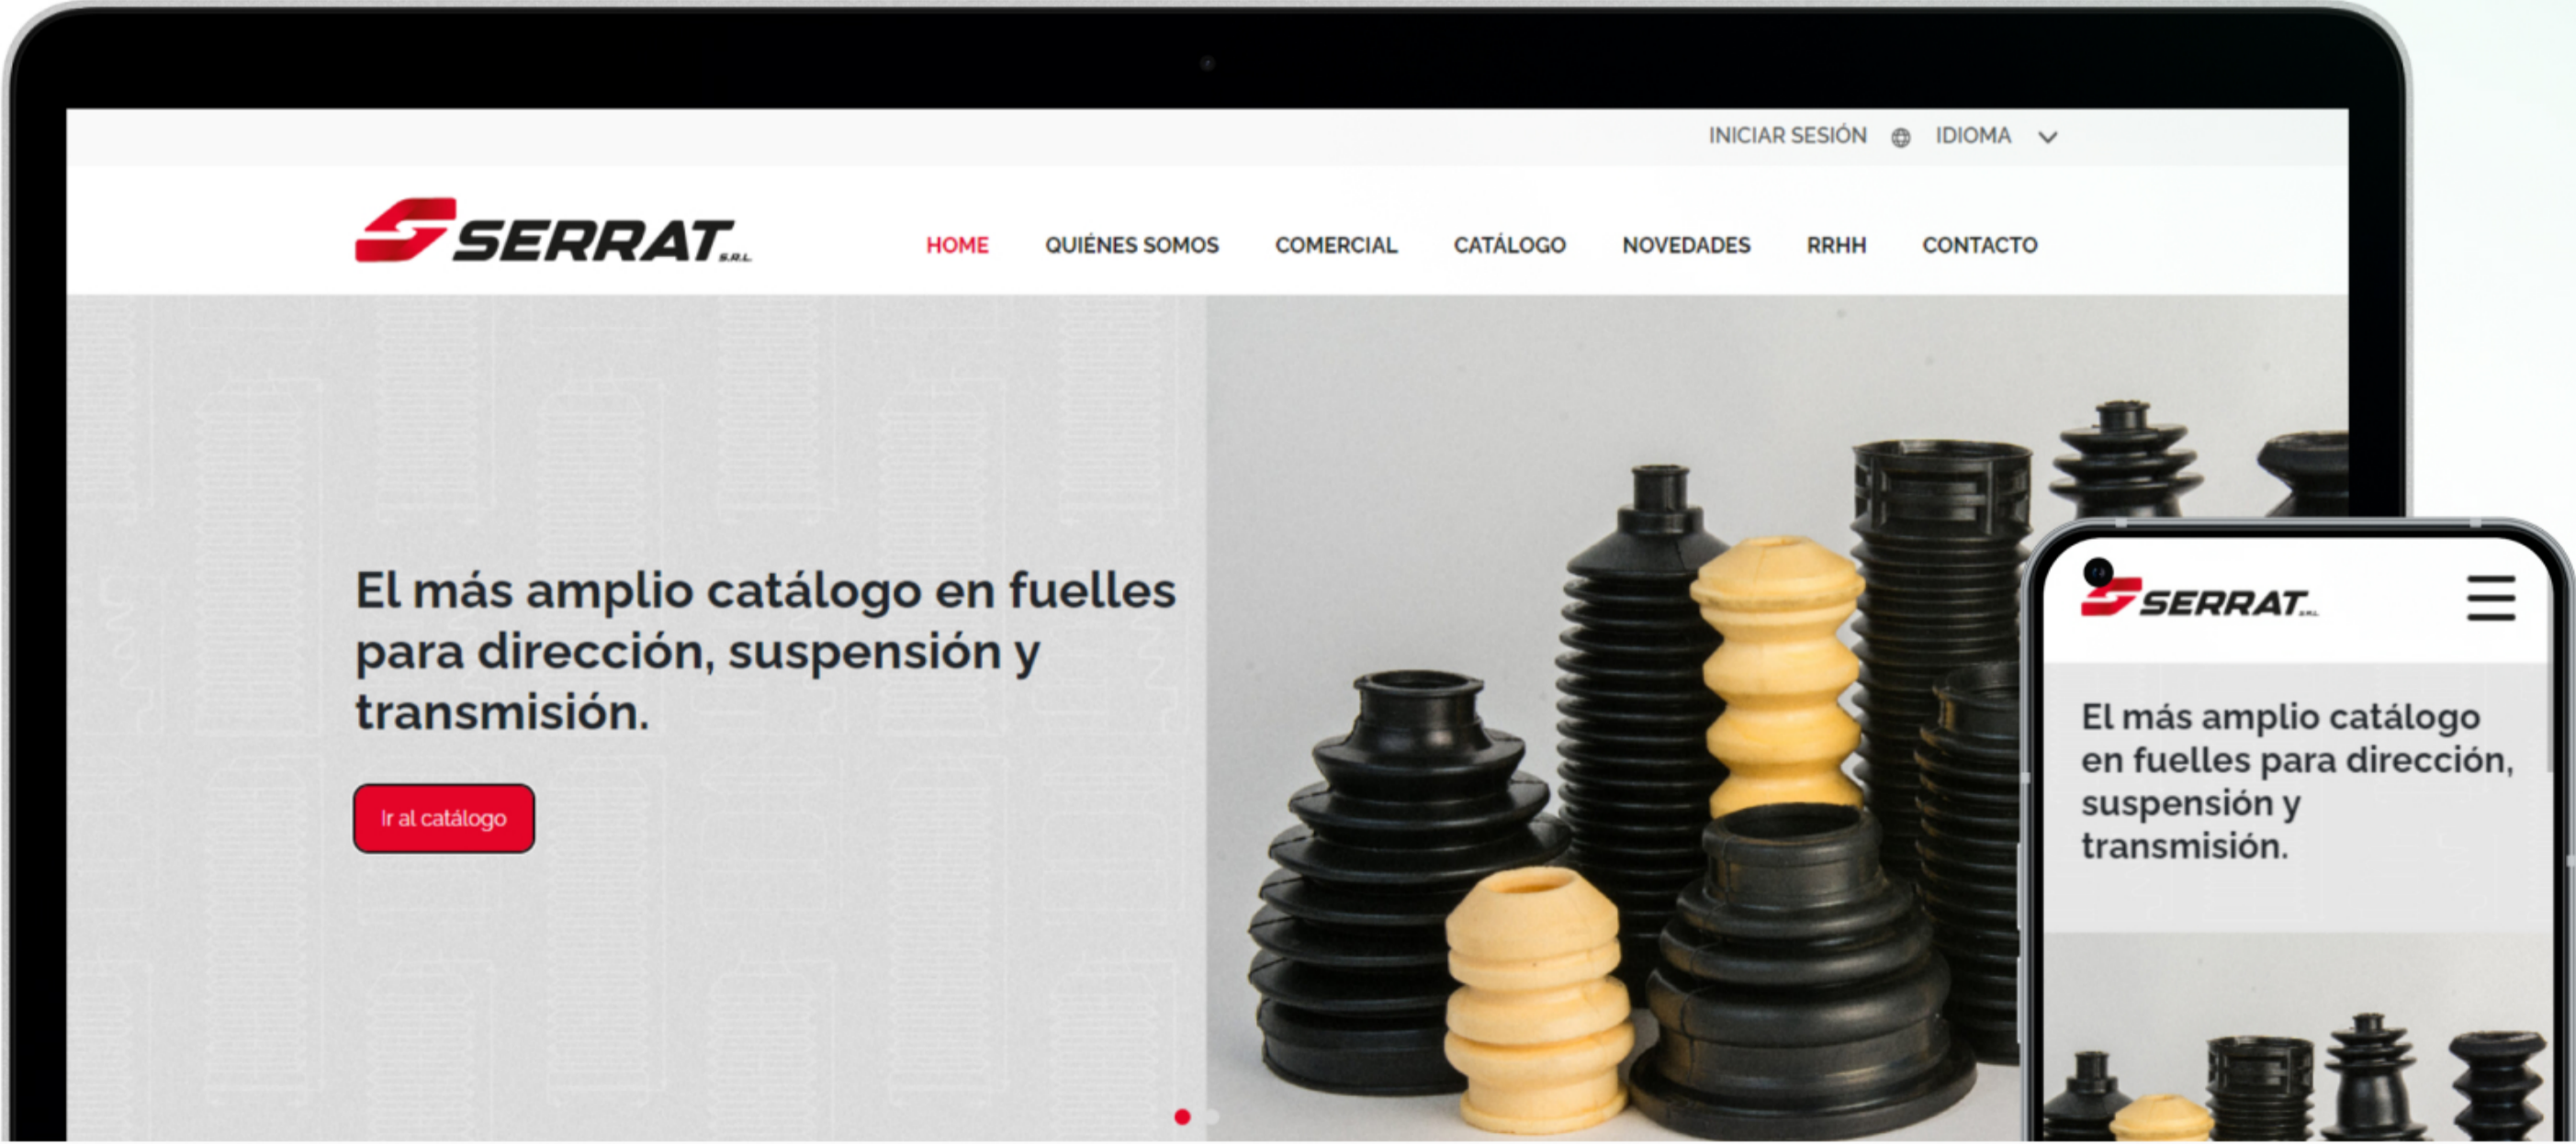 INICIAR SESIÓN IDIOMA
SERRAT S.R.L.
HOME QUIÉNES SOMOS COMERCIAL CATÁLOGO NOVEDADES RRHH CONTACTO
El más amplio catálogo en fuelles
para dirección, suspensión y
transmisión.
Ir al catálogo
SERRAT S.R.L.
El más amplio catálogo
en fuelles para dirección,
suspensión y
transmisión.